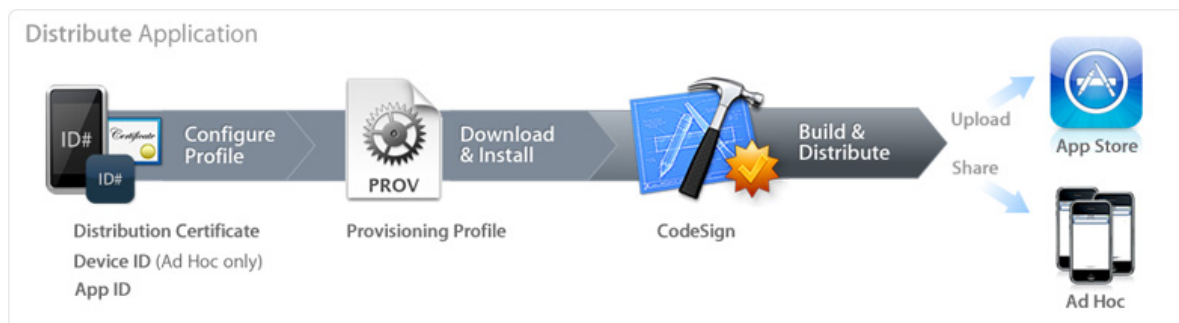 Distribute Application
ID#
Certificate
ID#
Configure
Profile
PROV
Download
& Install
Build &
Distribute
Upload
Share
App Store
Ad Hoc
Distribution Certificate
Device ID (Ad Hoc only)
App ID
Provisioning Profile
CodeSign